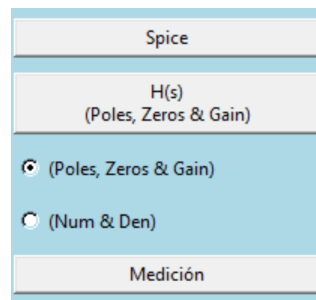 Spice
H(s)
(Poles, Zeros & Gain)
(Poles, Zeros & Gain)
(Num & Den)
Medición